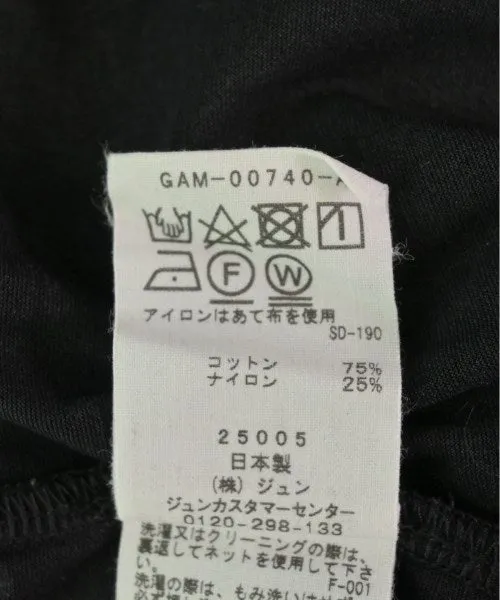 GAM-00740-A
F W
アイロンはあて布を使用
SD-190
コットン 75%
ナイロン 25%
25005
日本製
(株) ジュン
ジュンカスタマーセンター
0120-298-133
洗濯又はクリーニングの際は、
裏返してネットを使用して下さ
い。
F-001
洗濯の際は、もみ洗いはせず